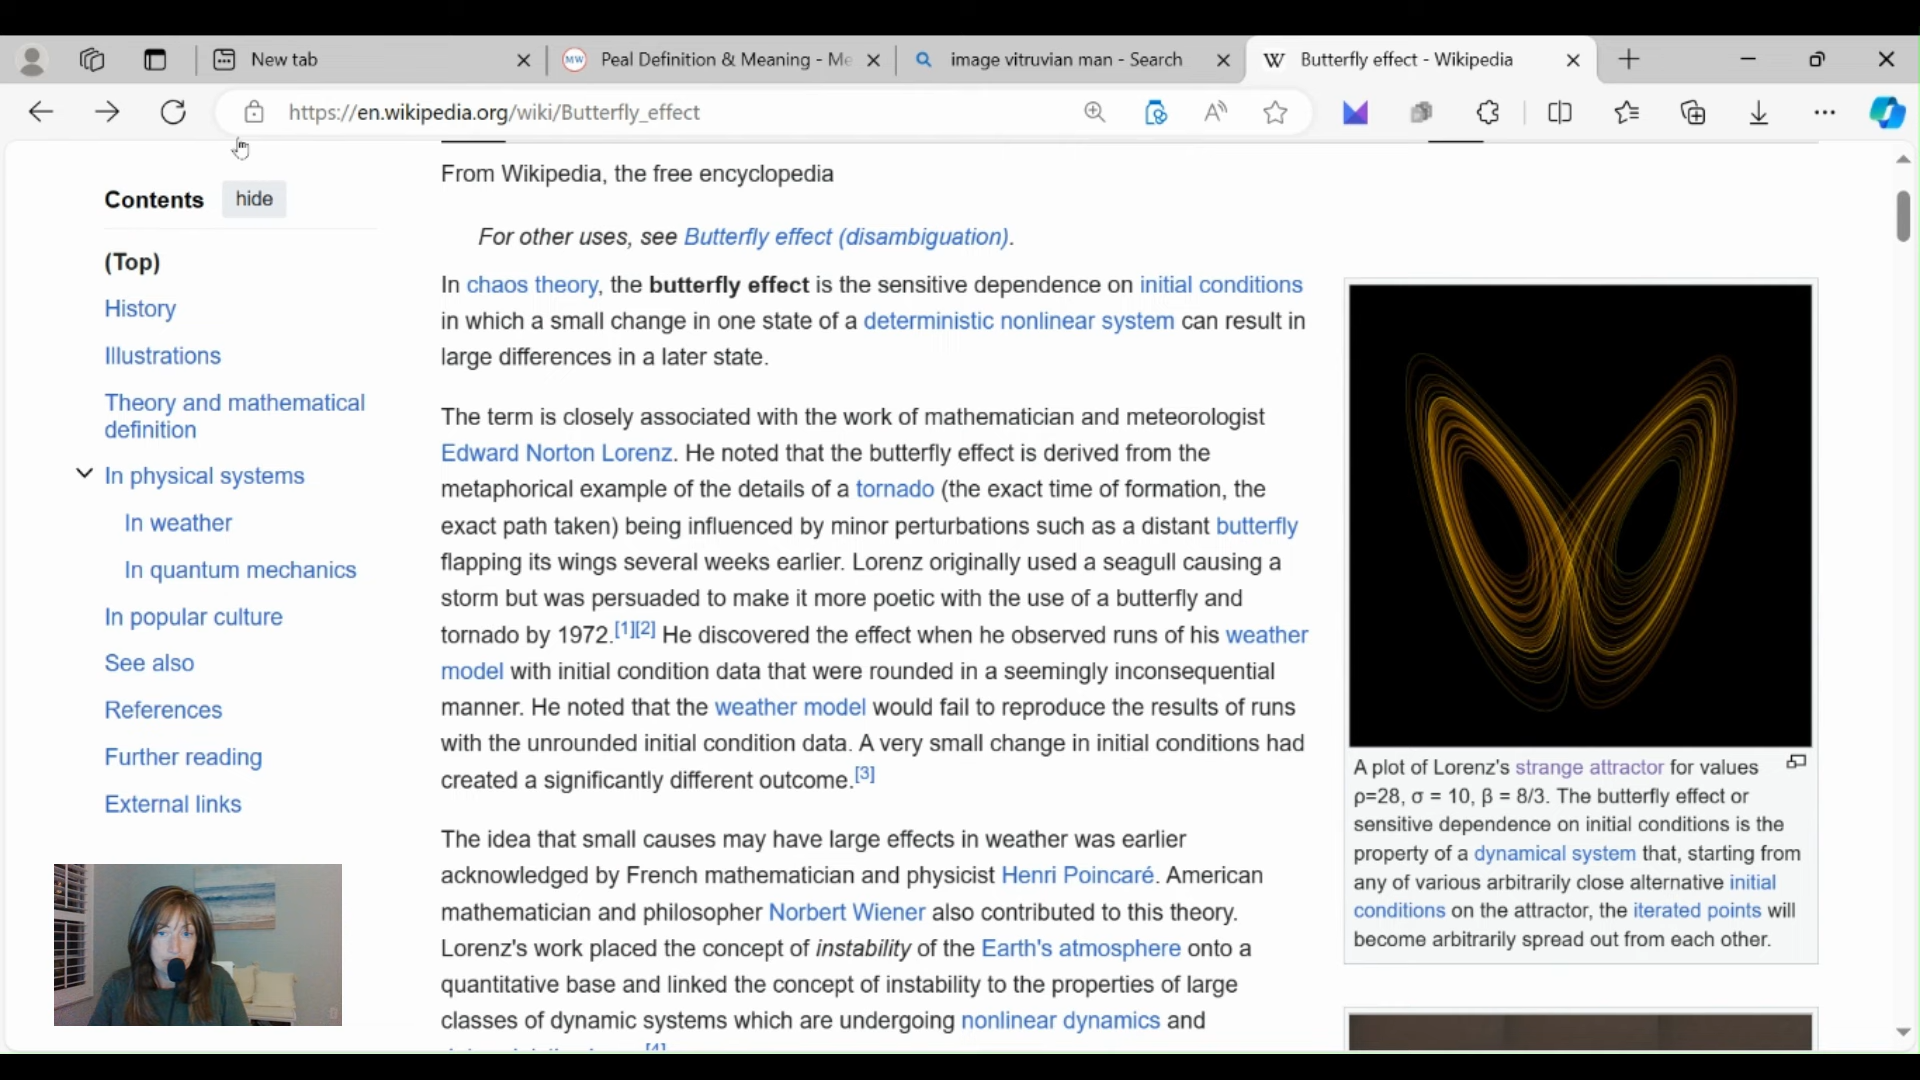 New tab
MW
Peal Definition & Meaning - Me
image vitruvian man - Search
W
Butterfly effect - Wikipedia
https://en.wikipedia.org/wiki/Butterfly_effect
Contents
hide
(Top)
History
Illustrations
Theory and mathematical
definition
In physical systems
In weather
In quantum mechanics
In popular culture
See also
References
Further reading
External links
From Wikipedia, the free encyclopedia
For other uses, see Butterfly effect (disambiguation).
In chaos theory, the butterfly effect is the sensitive dependence on initial conditions
in which a small change in one state of a deterministic nonlinear system can result in
large differences in a later state.
The term is closely associated with the work of mathematician and meteorologist
Edward Norton Lorenz. He noted that the butterfly effect is derived from the
metaphorical example of the details of a tornado (the exact time of formation, the
exact path taken) being influenced by minor perturbations such as a distant butterfly
flapping its wings several weeks earlier. Lorenz originally used a seagull causing a
storm but was persuaded to make it more poetic with the use of a butterfly and
tornado by 1972.[1][2] He discovered the effect when he observed runs of his weather
model with initial condition data that were rounded in a seemingly inconsequential
manner. He noted that the weather model would fail to reproduce the results of runs
with the unrounded initial condition data. A very small change in initial conditions had
created a significantly different outcome.[3]
The idea that small causes may have large effects in weather was earlier
acknowledged by French mathematician and physicist Henri Poincaré. American
mathematician and philosopher Norbert Wiener also contributed to this theory.
Lorenz's work placed the concept of instability of the Earth's atmosphere onto a
quantitative base and linked the concept of instability to the properties of large
classes of dynamic systems which are undergoing nonlinear dynamics and
[4]
A plot of Lorenz's strange attractor for values
ρ=28, σ = 10, β = 8/3. The butterfly effect or
sensitive dependence on initial conditions is the
property of a dynamical system that, starting from
any of various arbitrarily close alternative initial
conditions on the attractor, the iterated points will
become arbitrarily spread out from each other.